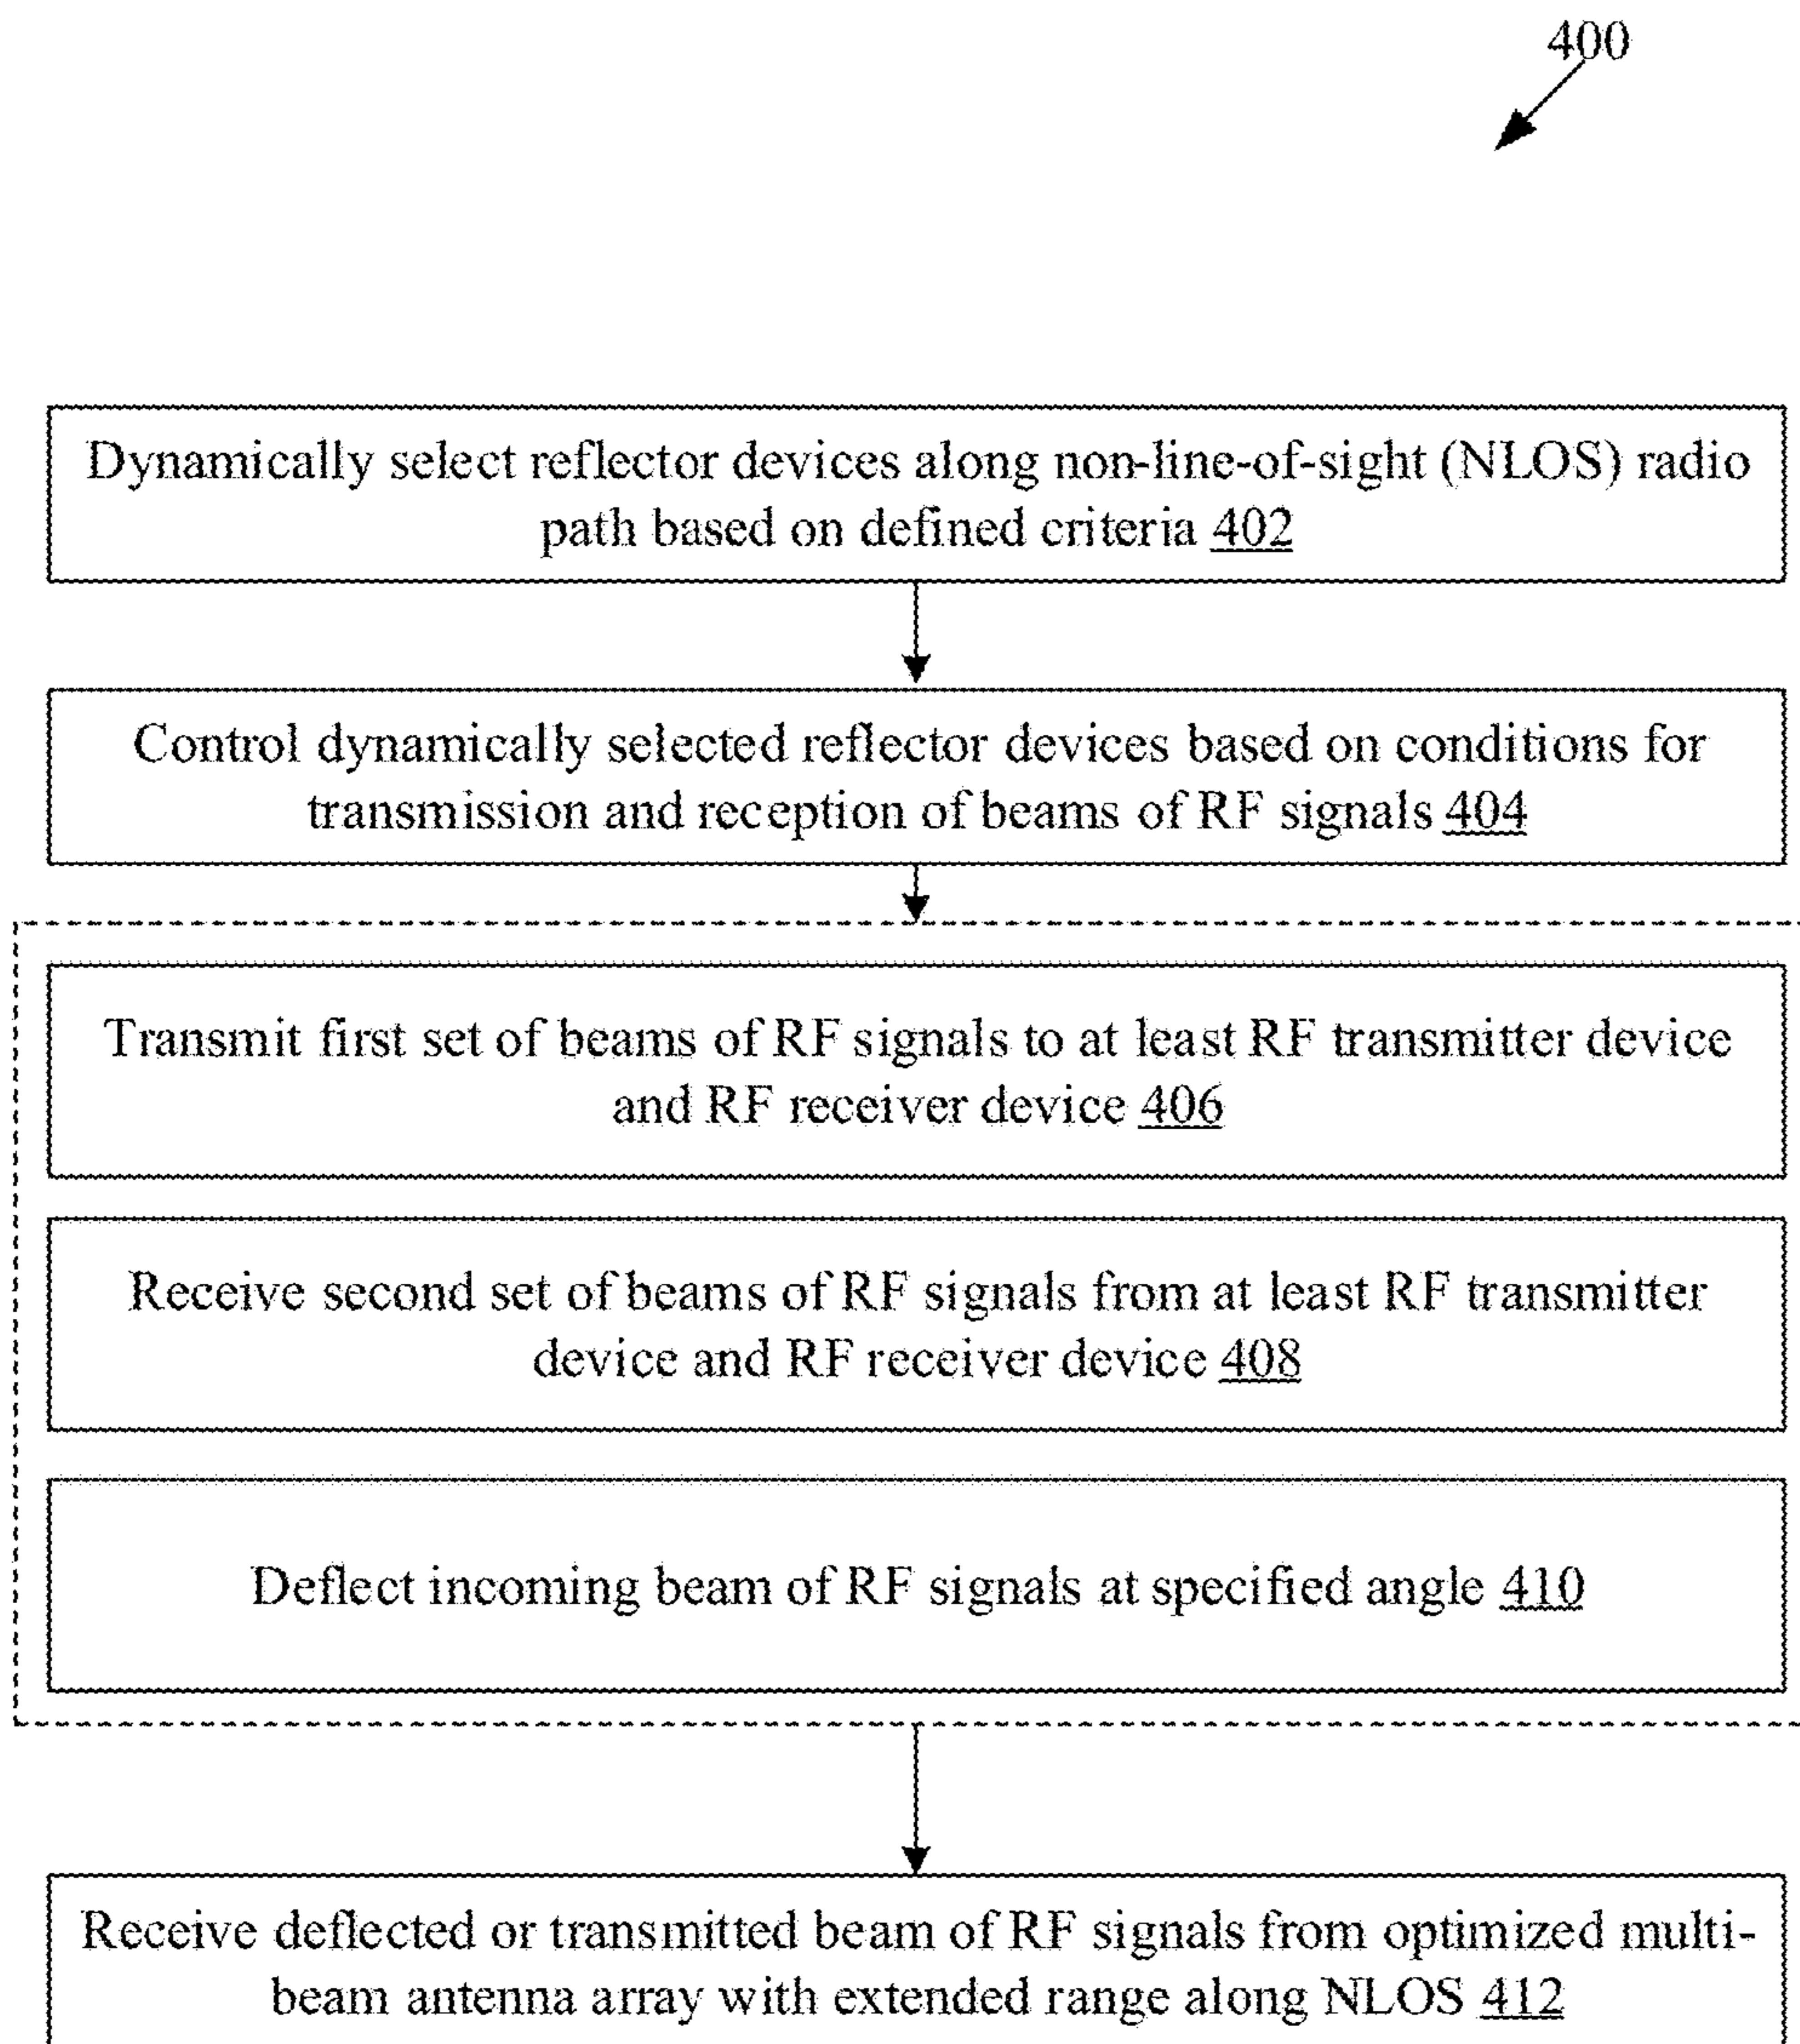 400
Dynamically select reflector devices along non-line-of-sight (NLOS) radio
path based on defined criteria 402
Control dynamically selected reflector devices based on conditions for
transmission and reception of beams of RF signals 404
Transmit first set of beams of RF signals to at least RF transmitter device
and RF receiver device 406
Receive second set of beams of RF signals from at least RF transmitter
device and RF receiver device 408
Deflect incoming beam of RF signals at specified angle 410
Receive deflected or transmitted beam of RF signals from optimized multi-
beam antenna array with extended range along NLOS 412